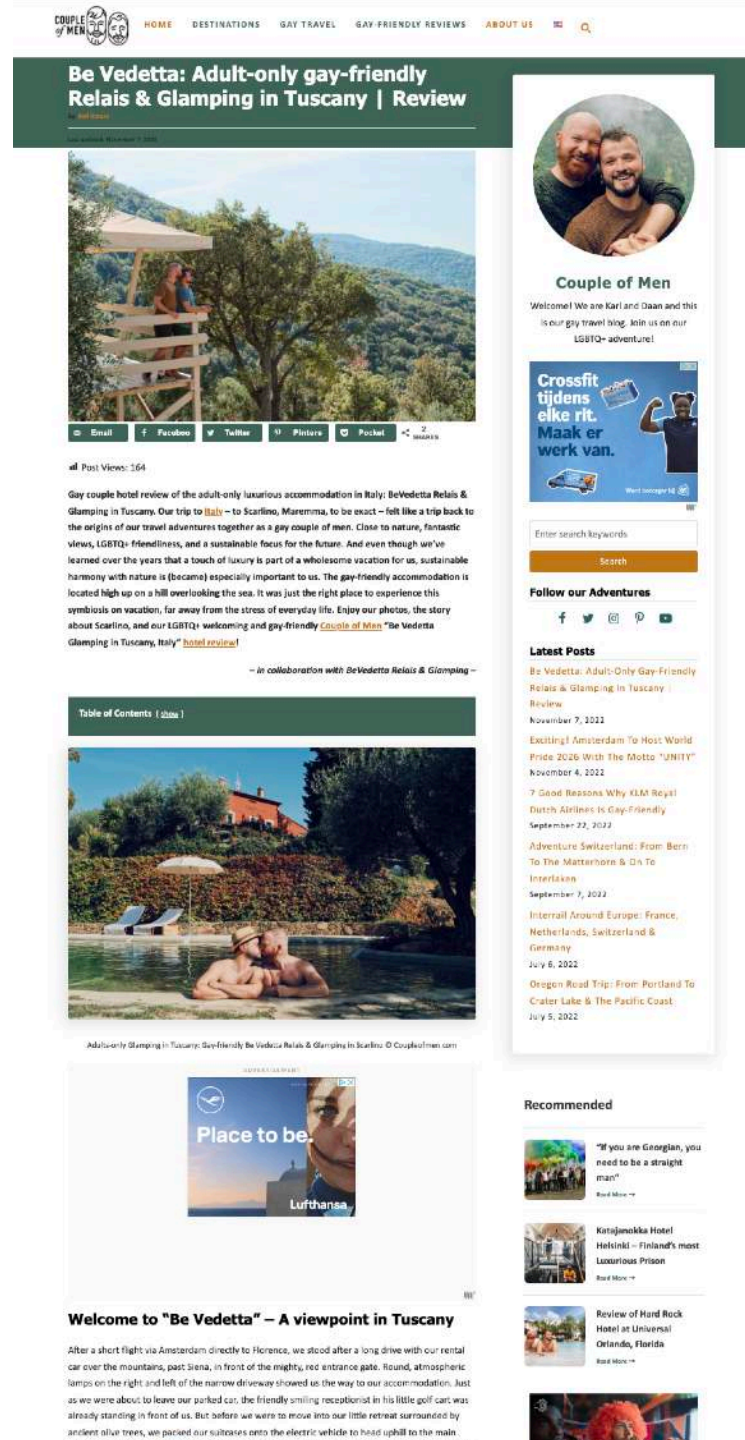 COUPLE
of MEN
HOME DESTINATIONS GAY TRAVEL GAY-FRIENDLY REVIEWS ABOUT US
Be Vedetta: Adult-only gay-friendly
Relais & Glamping in Tuscany | Review
Email Faceboo Twitter Pinteres Pocket 2
SHARES
Post Views: 164
Gay couple hotel review of the adult-only luxurious accommodation in Italy: BeVedetta Relais &
Glamping in Tuscany. Our trip to Italy – to Scarlino, Maremma, to be exact – felt like a trip back to
the origins of our travel adventures together as a gay couple of men. Close to nature, fantastic
views, LGBTQ+ friendliness, and a sustainable focus for the future. And even though we've
learned over the years that a touch of luxury is part of a wholesome vacation for us, sustainable
harmony with nature is (became) especially important to us. The gay-friendly accommodation is
located high up on a hill overlooking the sea. It was just the right place to experience this
symbiosis on vacation, far away from the stress of everyday life. Enjoy our photos, the story
about Scarlino, and our LGBTQ+ welcoming and gay-friendly Couple of Men "Be Vedetta
Glamping in Tuscany, Italy" hotel review!
– in collaboration with BeVedetta Relais & Glamping –
Table of Contents [ show ]
Adults-only Glamping in Tuscany: Gay-friendly Be Vedetta Relais & Glamping in Scarlino © Coupleofmen.com
ADVERTISEMENT
Place to be.
Lufthansa
Welcome to "Be Vedetta" – A viewpoint in Tuscany
After a short flight via Amsterdam directly to Florence, we stood after a long drive with our rental
car over the mountains, past Siena, in front of the mighty, red entrance gate. Round, atmospheric
lamps on the right and left of the narrow driveway showed us the way to our accommodation. Just
as we were about to leave our parked car, the friendly smiling receptionist in his little golf cart was
already standing in front of us. But before we were to move into our little retreat surrounded by
ancient olive trees, we packed our suitcases onto the electric vehicle to head uphill to the main
Couple of Men
Welcome! We are Karl and Daan and this
is our gay travel blog. Join us on our
LGBTQ+ adventure!
Crossfit
tijdens
elke rit.
Maak er
werk van.
Word bezorger bij
Enter search keywords
Search
Follow our Adventures
Latest Posts
Be Vedetta: Adult-Only Gay-Friendly
Relais & Glamping In Tuscany |
Review
November 7, 2022
Exciting! Amsterdam To Host World
Pride 2026 With The Motto "UNITY"
November 4, 2022
7 Good Reasons Why KLM Royal
Dutch Airlines Is Gay-Friendly
September 22, 2022
Adventure Switzerland: From Bern
To The Matterhorn & On To
Interlaken
September 7, 2022
Interrail Around Europe: France,
Netherlands, Switzerland &
Germany
July 6, 2022
Oregon Road Trip: From Portland To
Crater Lake & The Pacific Coast
July 5, 2022
Recommended
"If you are Georgian, you
need to be a straight
man"
Read More →
Katajanokka Hotel
Helsinki – Finland's most
Luxurious Prison
Read More →
Review of Hard Rock
Hotel at Universal
Orlando, Florida
Read More →